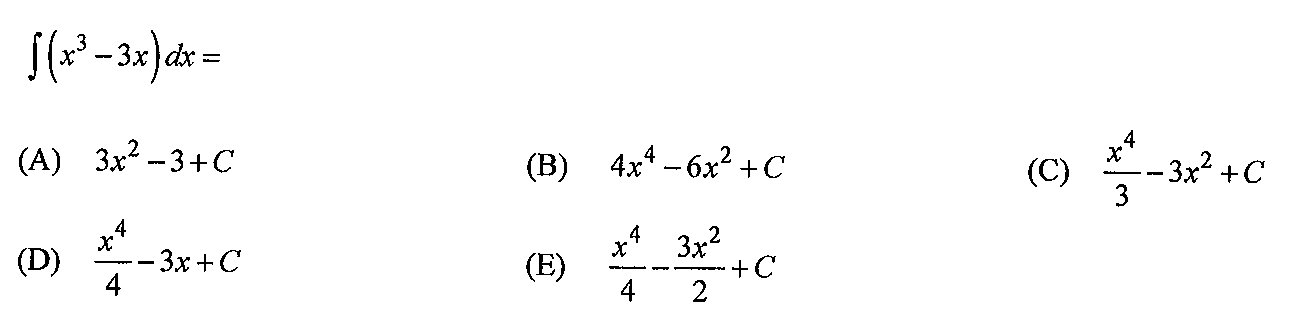 ∫(x³ − 3x) dx =
(A) 3x² − 3 + C (B) 4x⁴ − 6x² + C (C) x⁴/3 − 3x² + C
(D) x⁴/4 − 3x + C (E) x⁴/4 − 3x²/2 + C